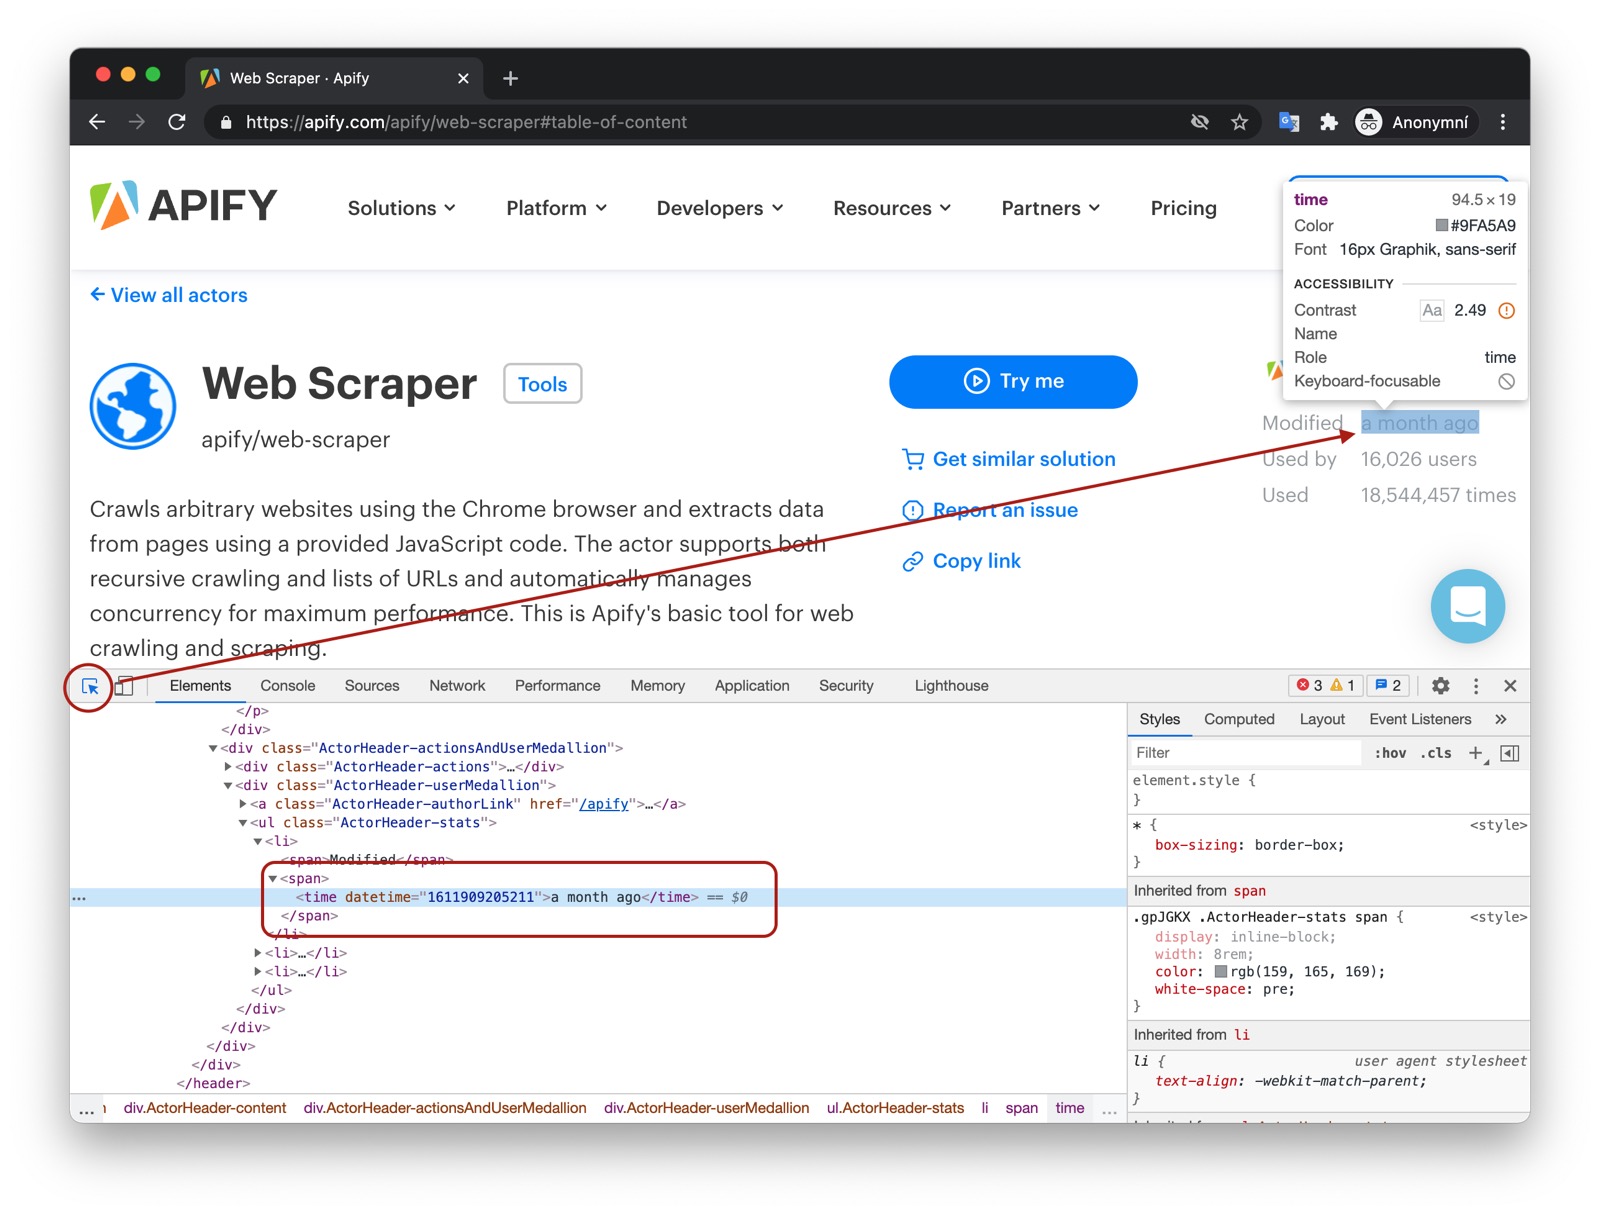 Web Scraper · Apify
https://apify.com/apify/web-scraper#table-of-content
Anonymní
APIFY
Solutions
Platform
Developers
Resources
Partners
Pricing
time 94.5 × 19
Color #9FA5A9
Font 16px Graphik, sans-serif
ACCESSIBILITY
Contrast Aa 2.49
Name
Role time
Keyboard-focusable
← View all actors
Web Scraper
Tools
apify/web-scraper
Try me
Get similar solution
Report an issue
Copy link
Modified a month ago
Used by 16,026 users
Used 18,544,457 times
Crawls arbitrary websites using the Chrome browser and extracts data
from pages using a provided JavaScript code. The actor supports both
recursive crawling and lists of URLs and automatically manages
concurrency for maximum performance. This is Apify's basic tool for web
crawling and scraping.
Elements Console Sources Network Performance Memory Application Security Lighthouse
3 1 2
</p>
</div>
<div class="ActorHeader-actionsAndUserMedallion">
<div class="ActorHeader-actions">…</div>
<div class="ActorHeader-userMedallion">
<a class="ActorHeader-authorLink" href="/apify">…</a>
<ul class="ActorHeader-stats">
<li>
<span>Modified</span>
<span>
<time datetime="1611909205211">a month ago</time> == $0
</span>
</li>
<li>…</li>
<li>…</li>
</ul>
</div>
</div>
</div>
</div>
</header>
... div.ActorHeader-content div.ActorHeader-actionsAndUserMedallion div.ActorHeader-userMedallion ul.ActorHeader-stats li span time ...
Styles Computed Layout Event Listeners »
Filter :hov .cls +
element.style {
}
* { <style>
box-sizing: border-box;
}
Inherited from span
.gpJGKX .ActorHeader-stats span { <style>
display: inline-block;
width: 8rem;
color: rgb(159, 165, 169);
white-space: pre;
}
Inherited from li
li { user agent stylesheet
text-align: -webkit-match-parent;
}